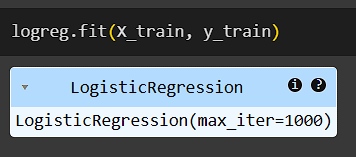 logreg.fit(X_train, y_train)
LogisticRegression
LogisticRegression(max_iter=1000)